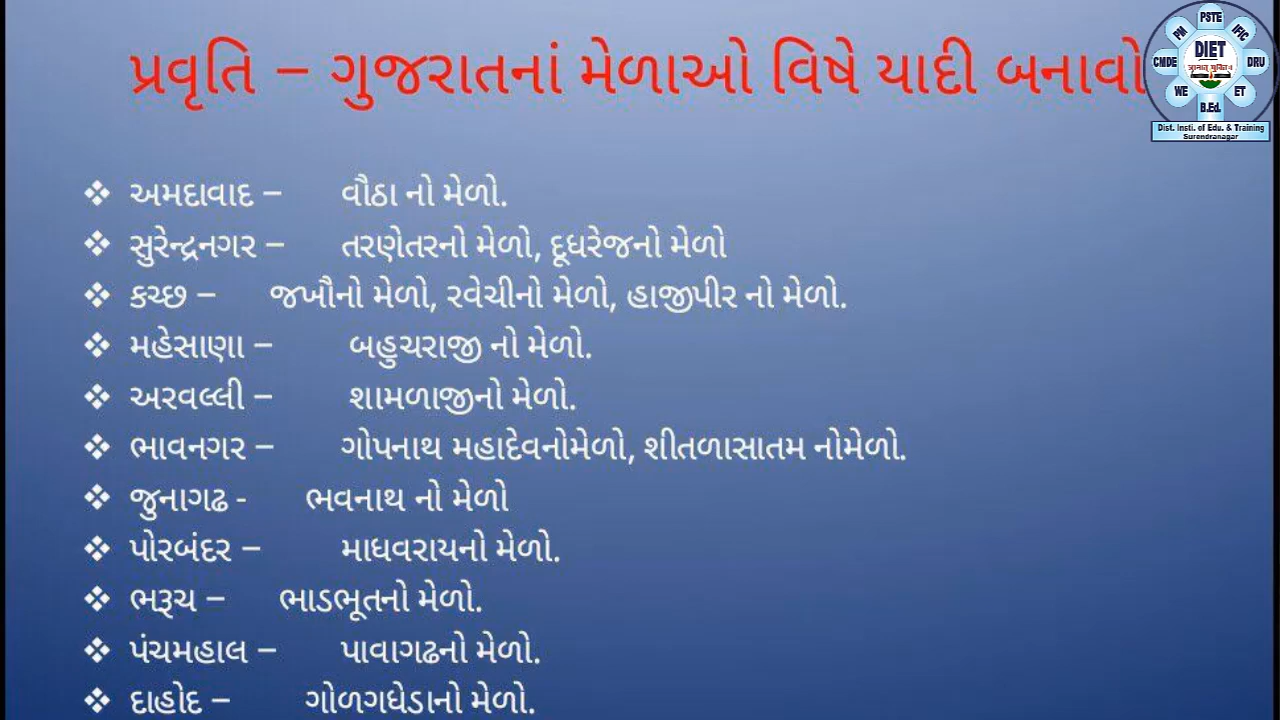 પ્રવૃતિ – ગુજરાતનાં મેળાઓ વિષે યાદી બનાવો
PSTE
IFIC
DRU
ET
B.Ed.
WE
CMDE
PM
DIET
Dist. Insti. of Edu. & Training
Surendranagar
❖ અમદાવાદ – વૌઠા નો મેળો.
❖ સુરેન્દ્રનગર – તરણેતરનો મેળો, દૂધરેજનો મેળો
❖ કચ્છ – જખૌનો મેળો, રવેચીનો મેળો, હાજીપીર નો મેળો.
❖ મહેસાણા – બહુચરાજી નો મેળો.
❖ અરવલ્લી – શામળાજીનો મેળો.
❖ ભાવનગર – ગોપનાથ મહાદેવનોમેળો, શીતળાસાતમ નોમેળો.
❖ જુનાગઢ - ભવનાથ નો મેળો
❖ પોરબંદર – માધવરાયનો મેળો.
❖ ભરૂચ – ભાડભૂતનો મેળો.
❖ પંચમહાલ – પાવાગઢનો મેળો.
❖ દાહોદ – ગોળગધેડાનો મેળો.